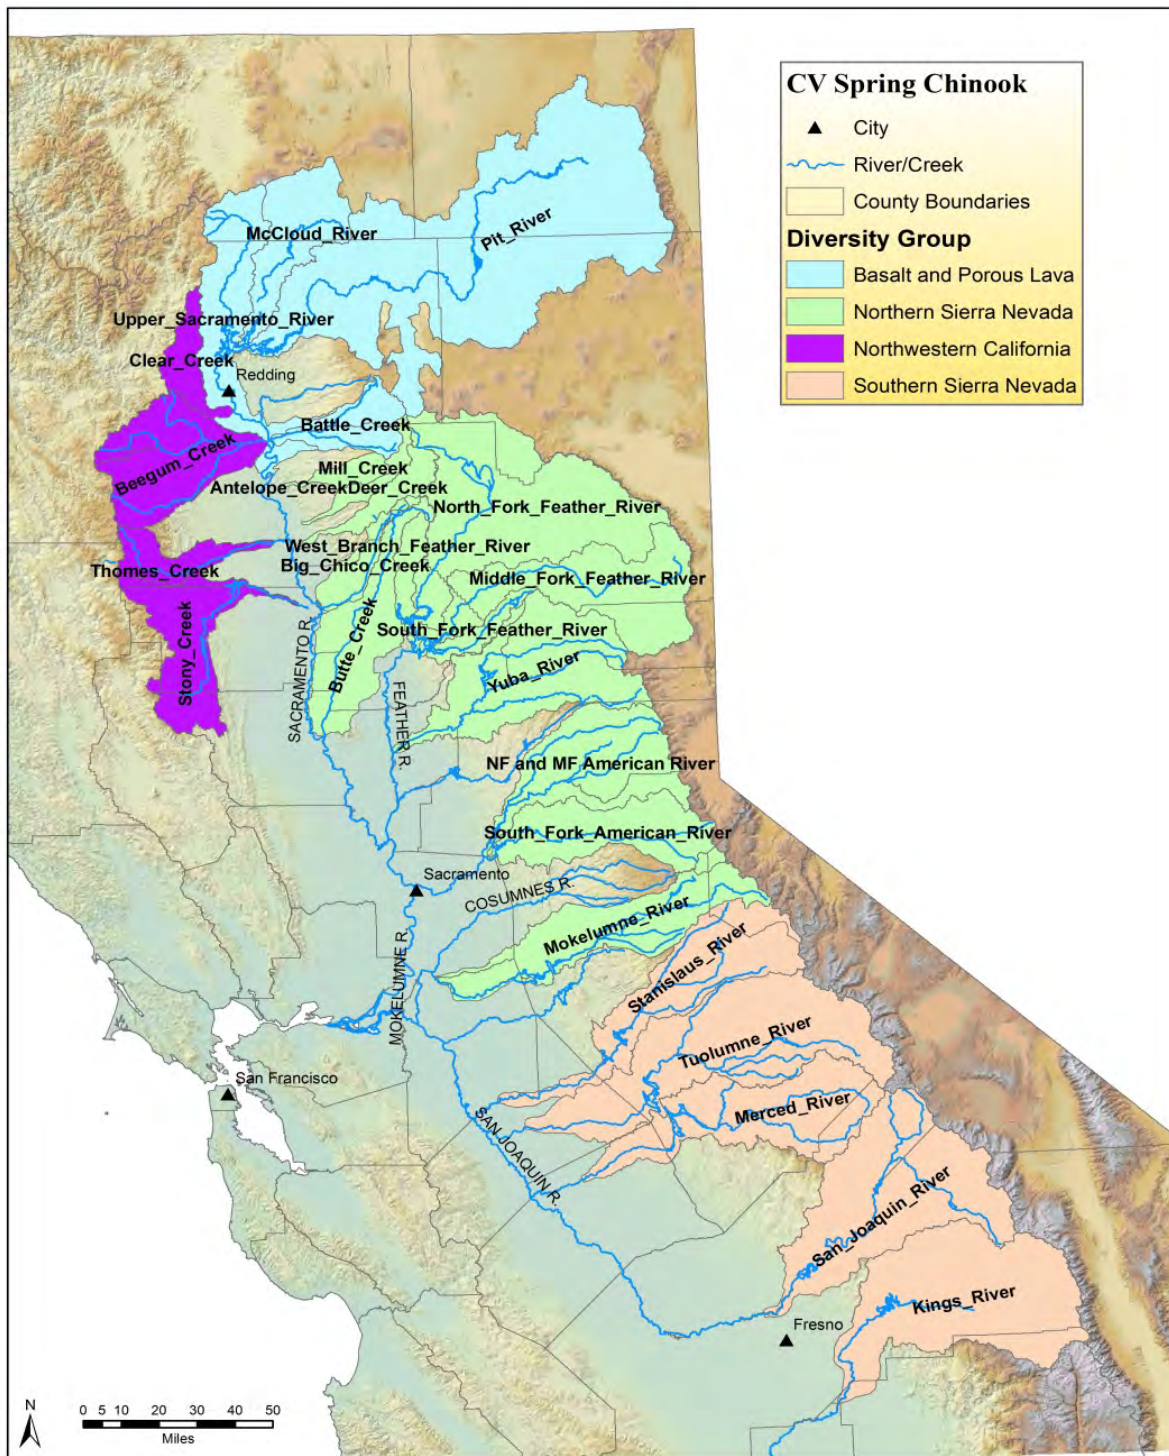 CV Spring Chinook
City
River/Creek
County Boundaries
Diversity Group
Basalt and Porous Lava
Northern Sierra Nevada
Northwestern California
Southern Sierra Nevada
McCloud_River
Pit_River
Upper_Sacramento_River
Clear_Creek
Redding
Battle_Creek
Beegum_Creek
Mill_Creek
Antelope_CreekDeer_Creek
North_Fork_Feather_River
West_Branch_Feather_River
Big_Chico_Creek
Thomes_Creek
Middle_Fork_Feather_River
Stony_Creek
SACRAMENTO R.
Butte_Creek
South_Fork_Feather_River
FEATHER R.
Yuba_River
NF and MF American River
South_Fork_American_River
Sacramento
COSUMNES R.
Mokelumne_River
MOKELUMNE R.
Stanislaus_River
Tuolumne_River
San Francisco
Merced_River
SAN JOAQUIN R.
San_Joaquin_River
Kings_River
Fresno
N
0 5 10 20 30 40 50
Miles